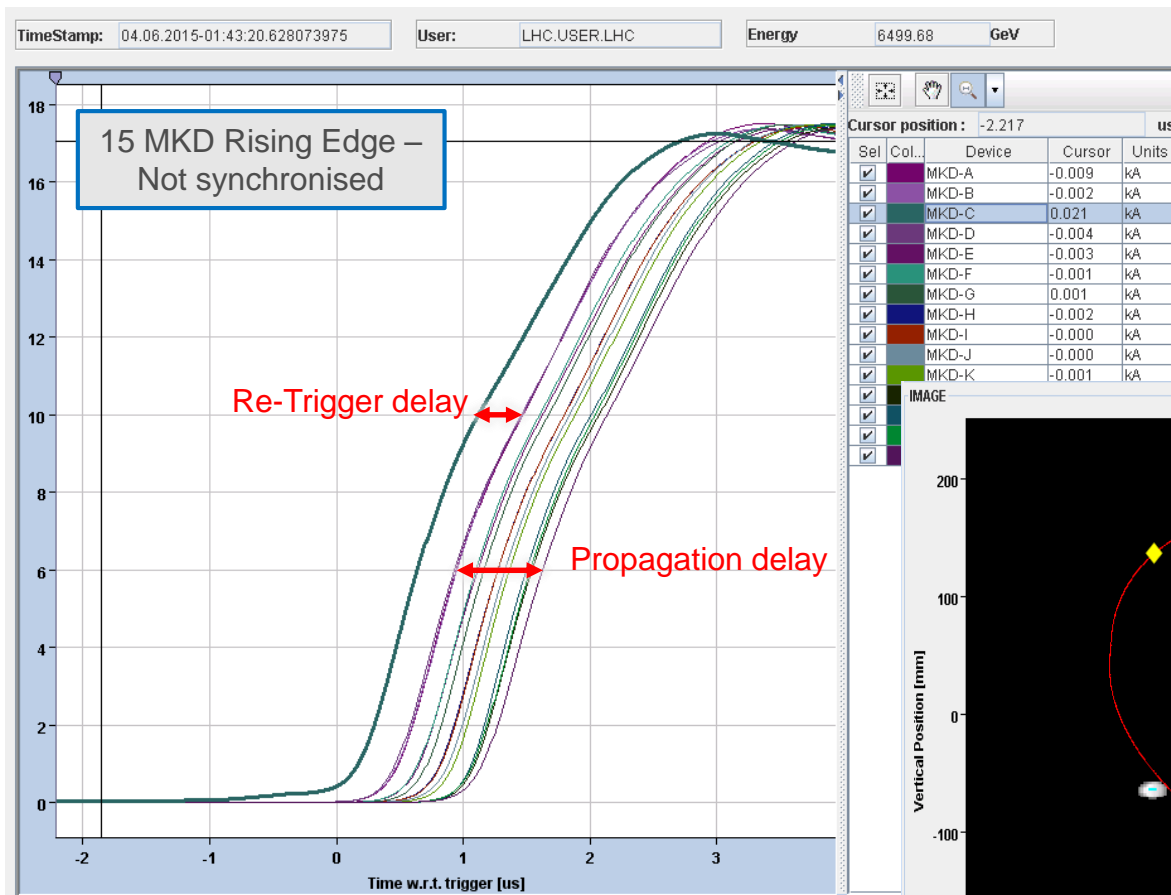 TimeStamp: 04.06.2015-01:43:20.628073975 User: LHC.USER.LHC Energy 6499.68 GeV
15 MKD Rising Edge –
Not synchronised
Re-Trigger delay
Propagation delay
18
16
14
12
10
8
6
4
2
0
-2 -1 0 1 2 3
Time w.r.t. trigger [us]
Cursor position : -2.217 us
Sel Col... Device Cursor Units
MKD-A -0.009 kA
MKD-B -0.002 kA
MKD-C 0.021 kA
MKD-D -0.004 kA
MKD-E -0.003 kA
MKD-F -0.001 kA
MKD-G 0.001 kA
MKD-H -0.002 kA
MKD-I -0.000 kA
MKD-J -0.000 kA
MKD-K -0.001 kA
IMAGE
200
100
0
-100
Vertical Position [mm]